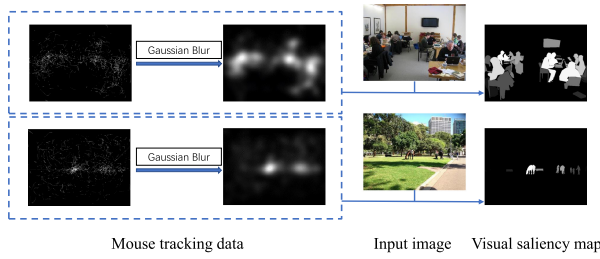 Gaussian Blur
Gaussian Blur
Mouse tracking data
Input image
Visual saliency map